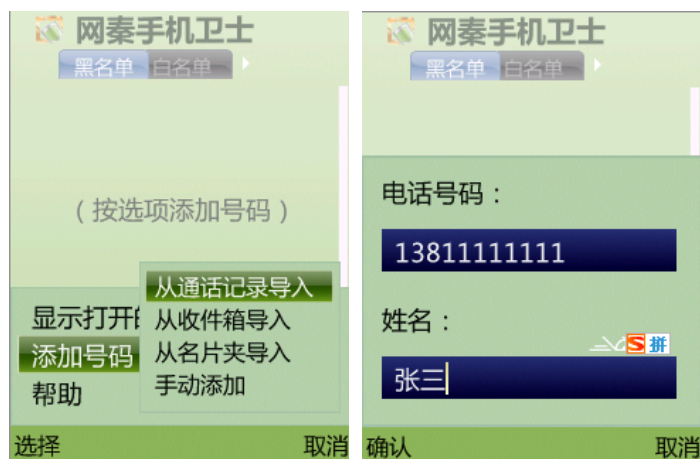 网秦手机卫士
黑名单 白名单
（按选项添加号码）
从通话记录导入
从收件箱导入
从名片夹导入
手动添加
显示打开的
添加号码
帮助
选择 取消
网秦手机卫士
黑名单 白名单
电话号码：
13811111111
姓名：
S拼
张三
确认 取消